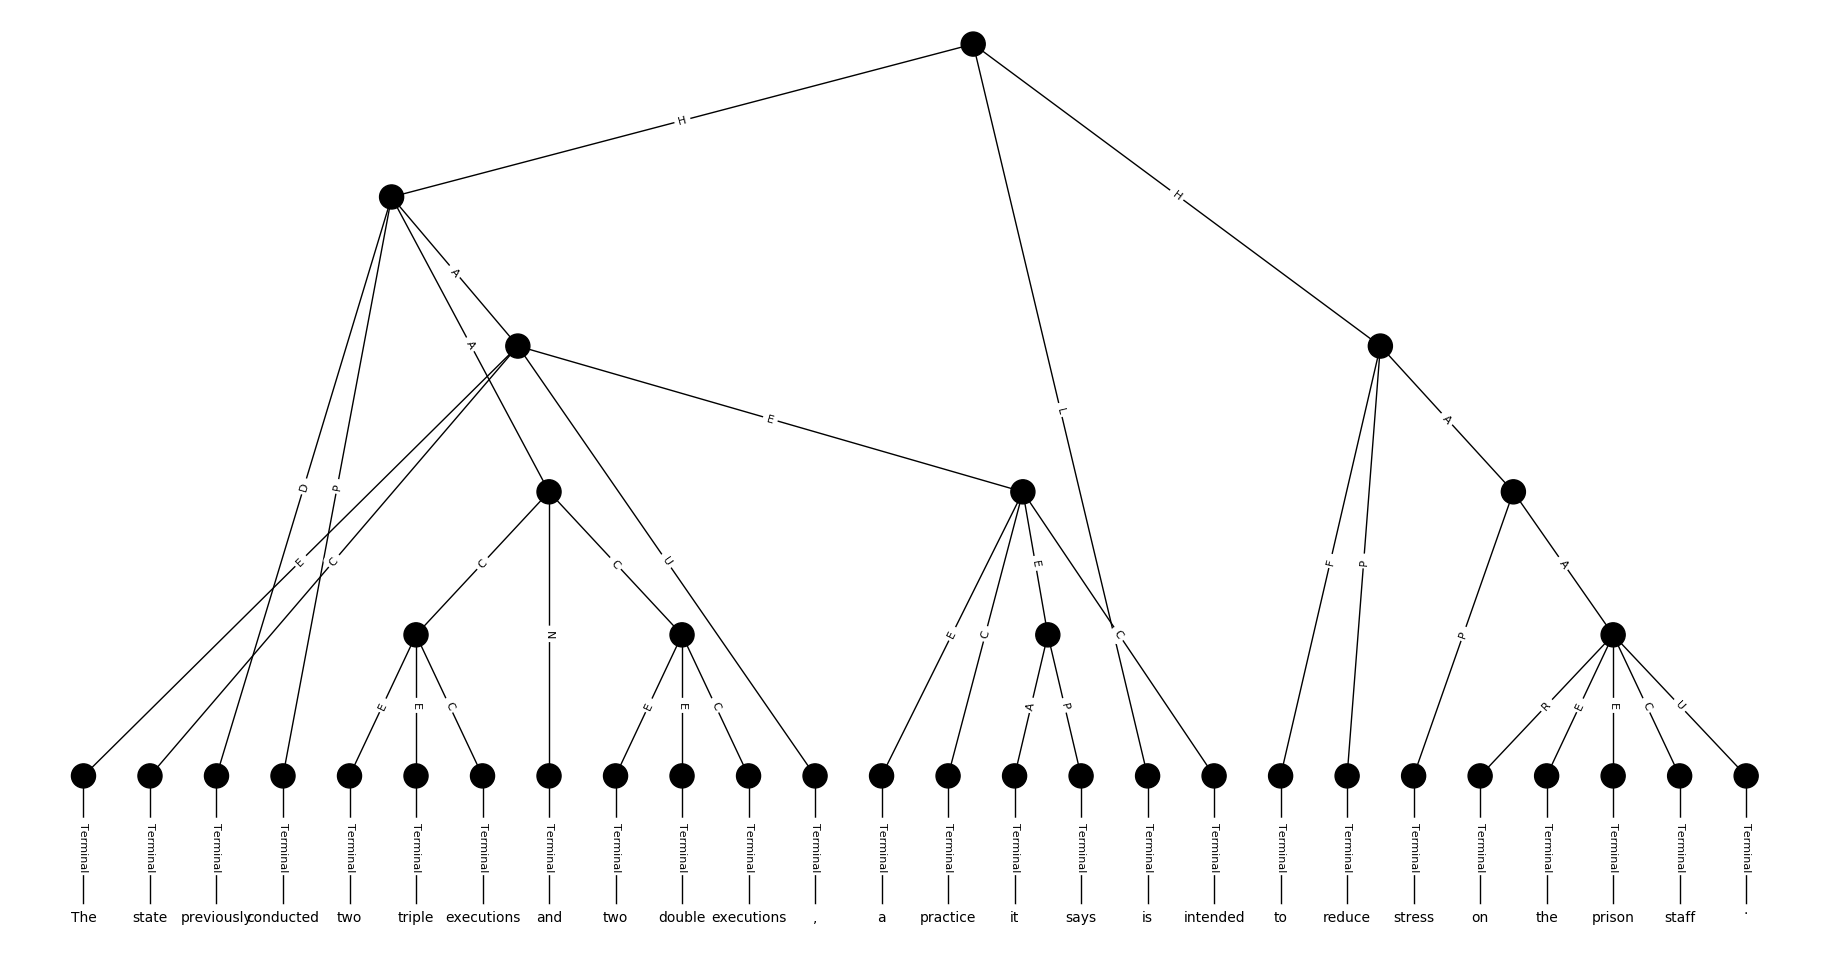 H
H
A
A
E
L
A
D
P
E
C
C
N
C
U
E
C
E
C
F
P
P
A
E
E
C
E
E
C
A
P
R
E
E
C
U
Terminal Terminal Terminal Terminal Terminal Terminal Terminal Terminal Terminal Terminal Terminal Terminal Terminal Terminal Terminal Terminal Terminal Terminal Terminal Terminal Terminal Terminal Terminal Terminal Terminal Terminal
The state previously conducted two triple executions and two double executions , a practice it says is intended to reduce stress on the prison staff .